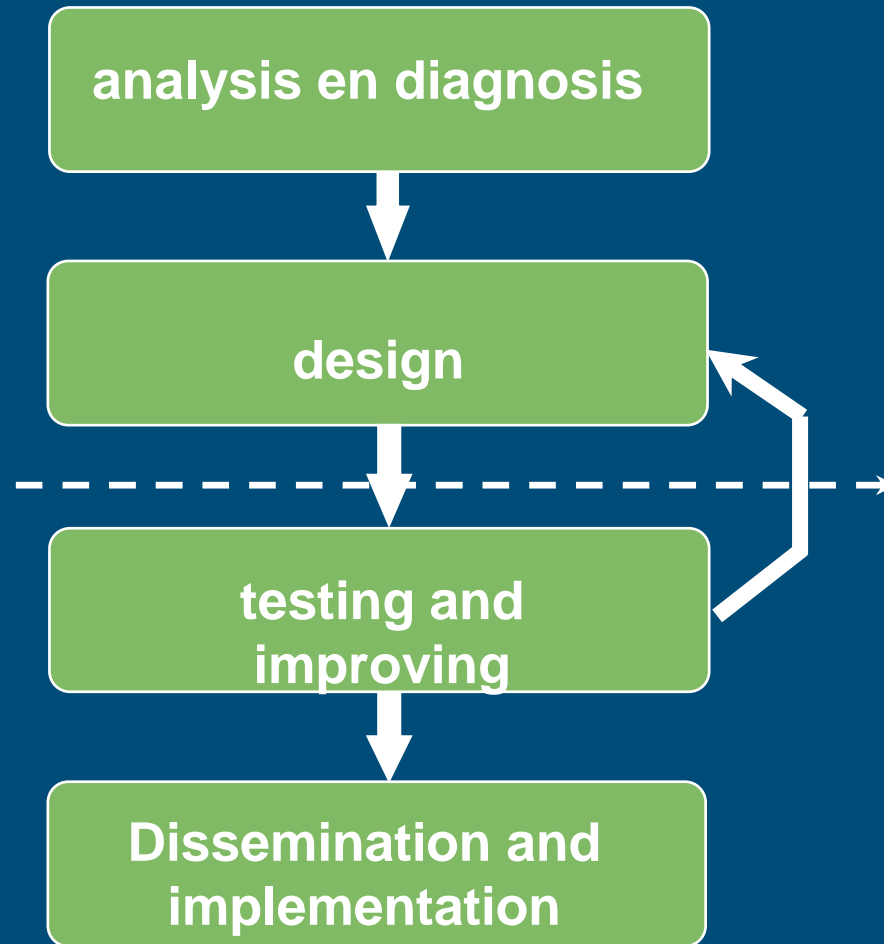 analysis en diagnosis
design
testing and
improving
Dissemination and
implementation